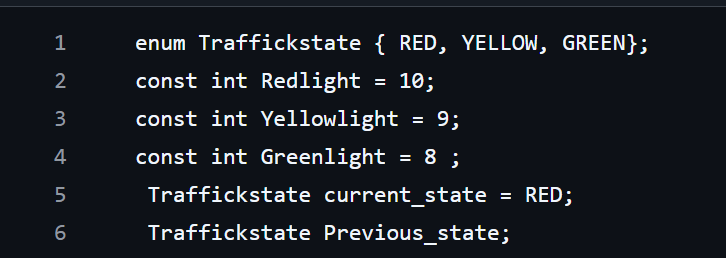 1 enum Traffickstate { RED, YELLOW, GREEN};
2 const int Redlight = 10;
3 const int Yellowlight = 9;
4 const int Greenlight = 8 ;
5 Traffickstate current_state = RED;
6 Traffickstate Previous_state;